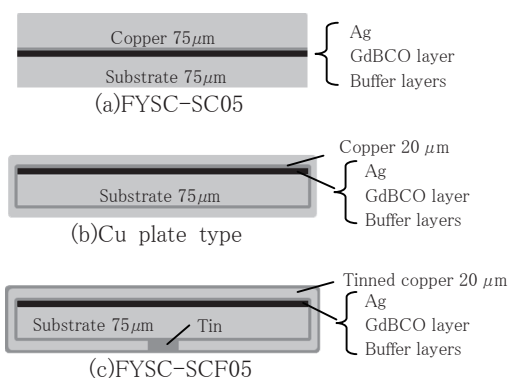 Copper 75μm
Ag
GdBCO layer
Substrate 75μm
Buffer layers
(a)FYSC-SC05
Copper 20 μm
Ag
Substrate 75μm
GdBCO layer
Buffer layers
(b)Cu plate type
Tinned copper 20 μm
Ag
Substrate 75μm
Tin
GdBCO layer
Buffer layers
(c)FYSC-SCF05